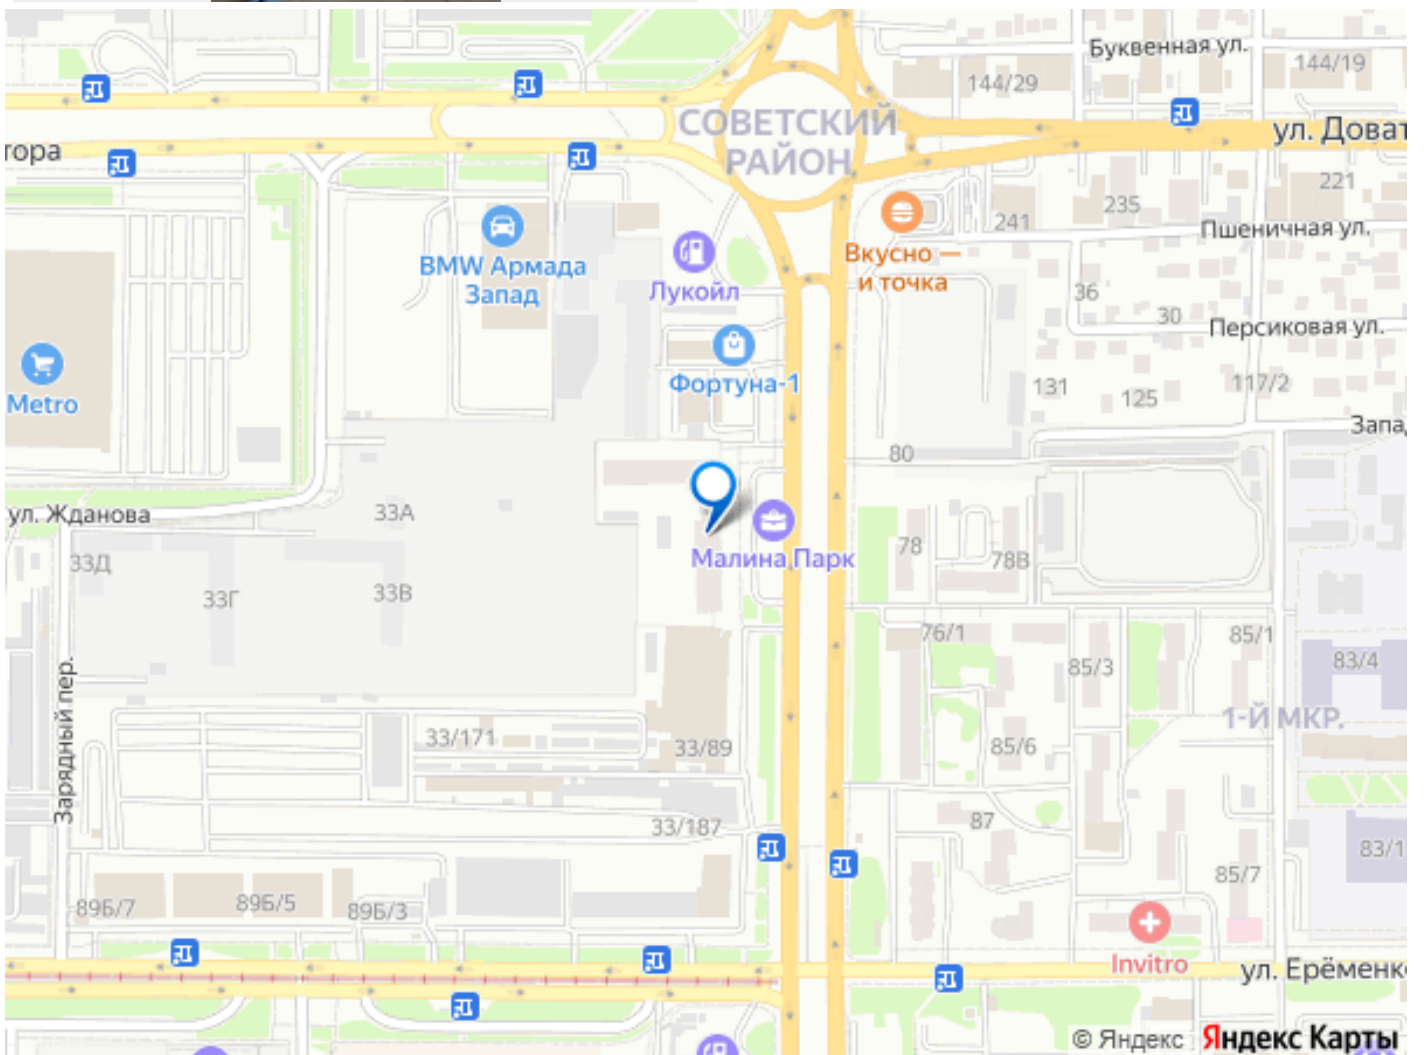 Буквенная ул.
144/29
144/19
СОВЕТСКИЙ
РАЙОН
ул. Доват
тора
235
221
241
Пшеничная ул.
BMW Армада
Запад
Лукойл
Вкусно —
и точка
36
30
Персиковая ул.
Metro
Фортуна-1
131
125
117/2
Запад
80
ул. Жданова
33А
33Д
33Г
33В
Малина Парк
78
78В
76/1
85/1
85/3
83/4
1-Й МКР.
Зарядный пер.
33/171
33/89
85/6
33/187
87
83/1
85/7
89Б/7
89Б/5
89Б/3
Invitro
ул. Ерёменко
© Яндекс
Яндекс Карты